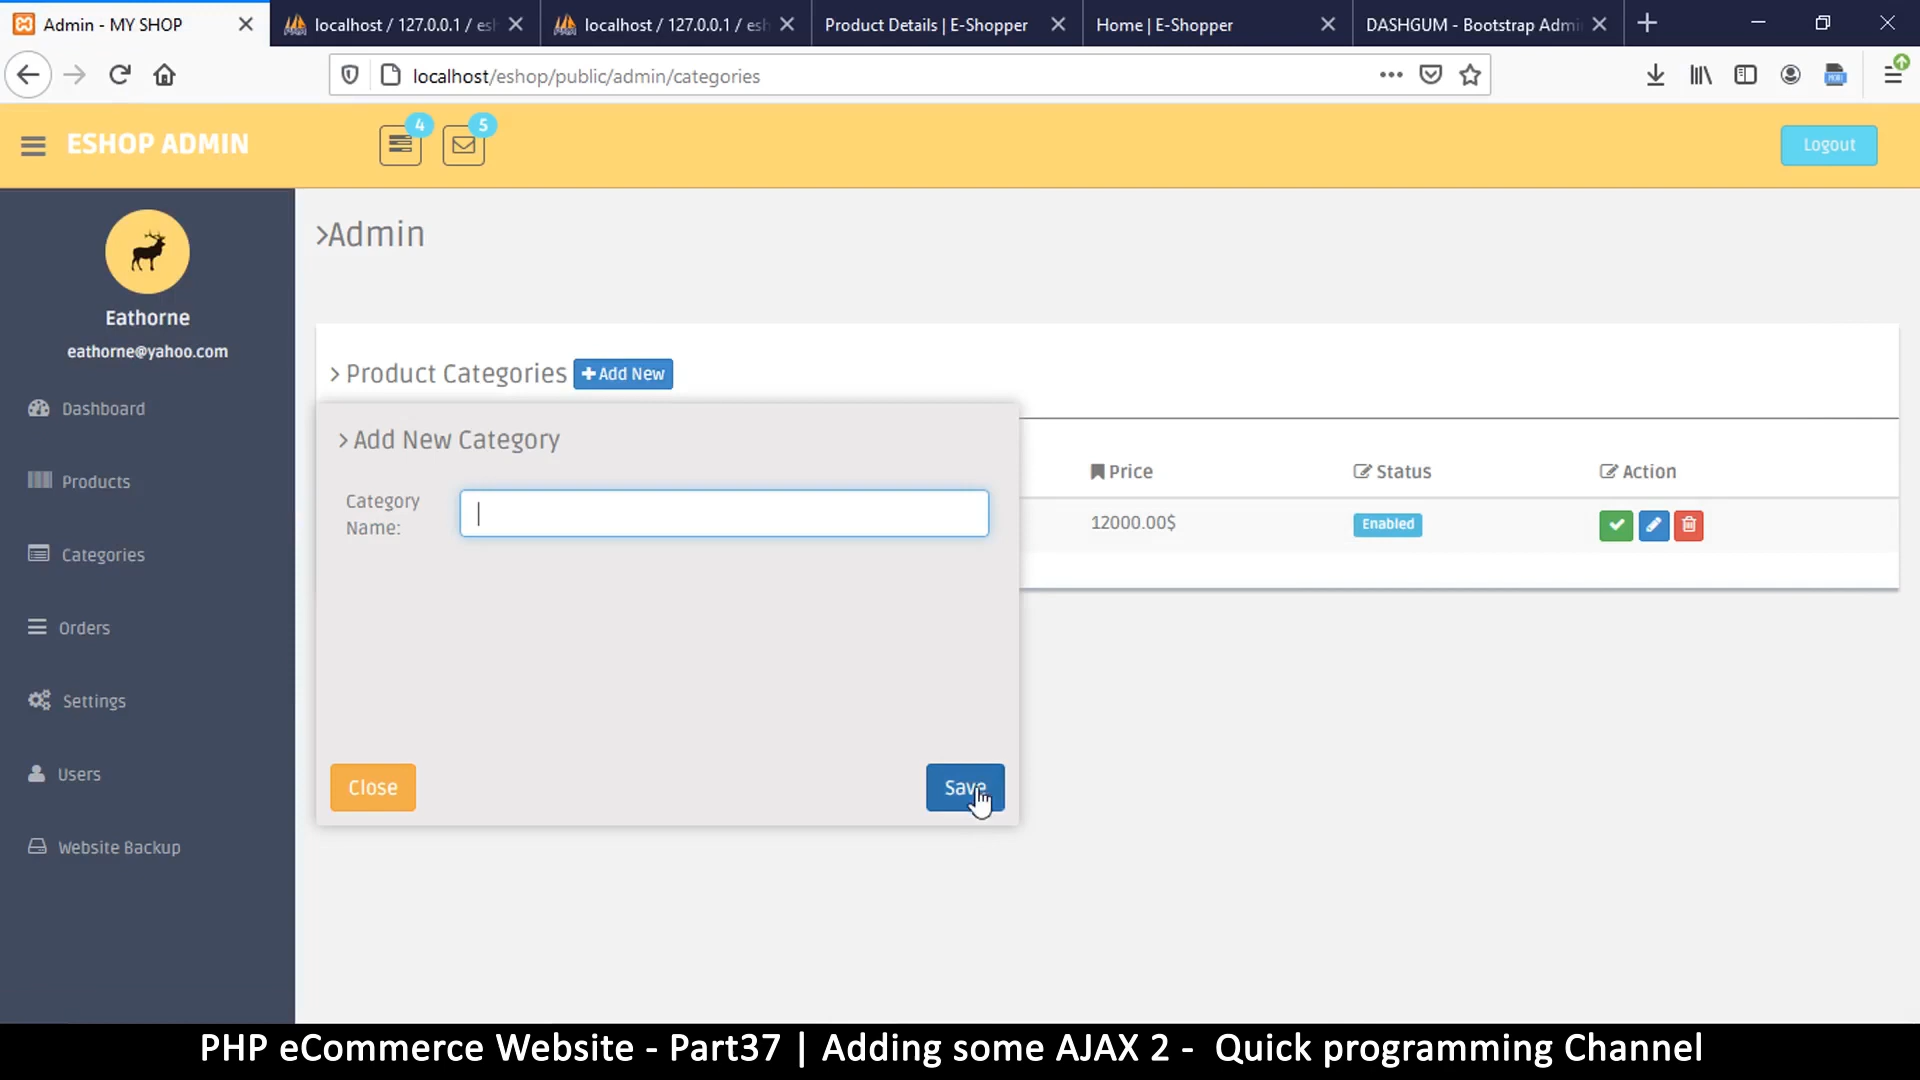 Admin - MY SHOP
localhost / 127.0.0.1 / esh
localhost / 127.0.0.1 / esh
Product Details | E-Shopper
Home | E-Shopper
DASHGUM - Bootstrap Admi
localhost/eshop/public/admin/categories
ESHOP ADMIN
4
5
Logout
Eathorne
eathorne@yahoo.com
Dashboard
Products
Categories
Orders
Settings
Users
Website Backup
>Admin
> Product Categories
+Add New
> Add New Category
Category
Name:
Close
Save
Price
Status
Action
12000.00$
Enabled
PHP eCommerce Website - Part37 | Adding some AJAX 2 - Quick programming Channel